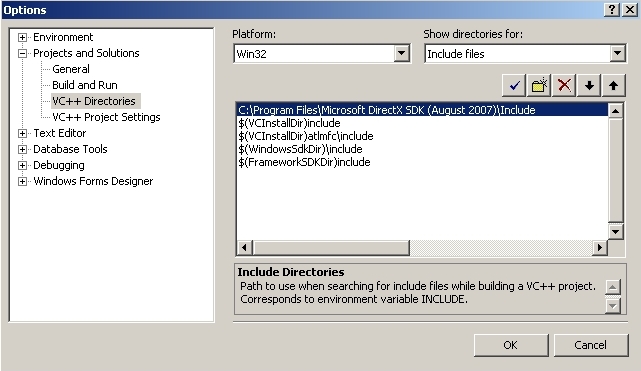 Options
Environment
Projects and Solutions
General
Build and Run
VC++ Directories
VC++ Project Settings
Text Editor
Database Tools
Debugging
Windows Forms Designer
Platform:
Show directories for:
Win32
Include files
C:\Program Files\Microsoft DirectX SDK (August 2007)\Include
$(VCInstallDir)include
$(VCInstallDir)atlmfc\include
$(WindowsSdkDir)\include
$(FrameworkSDKDir)include
Include Directories
Path to use when searching for include files while building a VC++ project.
Corresponds to environment variable INCLUDE.
OK
Cancel